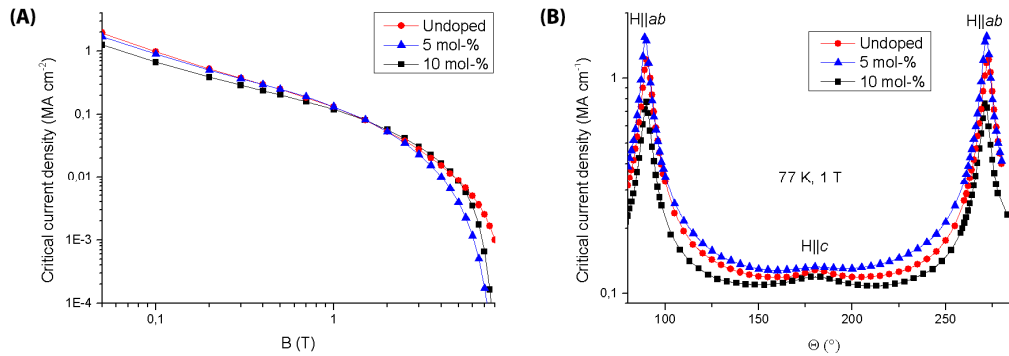 (A)
Critical current density (MA cm-2)
1
0,1
0,01
1E-3
1E-4
0,1
1
B (T)
Undoped
5 mol-%
10 mol-%
(B)
Critical current density (MA cm-1)
1
0,1
100
150
200
250
Θ (°)
H||ab
H||ab
Undoped
5 mol-%
10 mol-%
77 K, 1 T
H||c